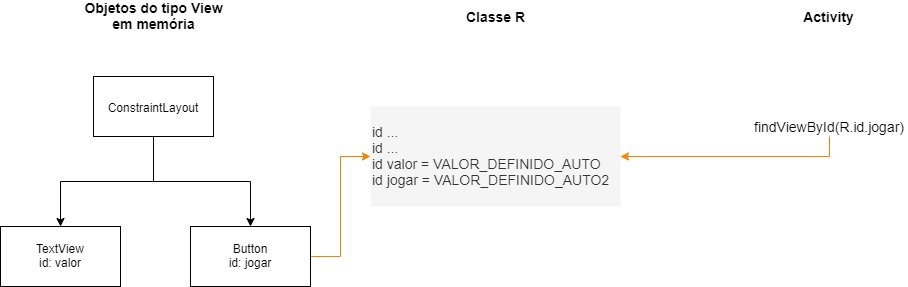 Objetos do tipo View
em memória
Classe R
Activity
ConstraintLayout
id ...
id ...
id valor = VALOR_DEFINIDO_AUTO
id jogar = VALOR_DEFINIDO_AUTO2
findViewById(R.id.jogar)
TextView
id: valor
Button
id: jogar